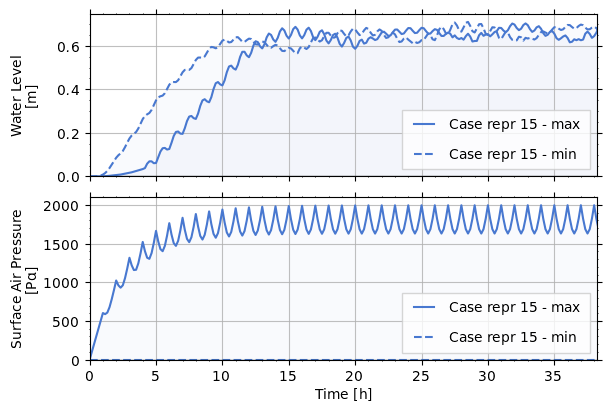 Water Level
[m]
0.6
0.4
0.2
0.0
Case repr 15 - max
Case repr 15 - min
Surface Air Pressure
[Pa]
2000
1500
1000
500
0
Case repr 15 - max
Case repr 15 - min
0 5 10 15 20 25 30 35
Time [h]